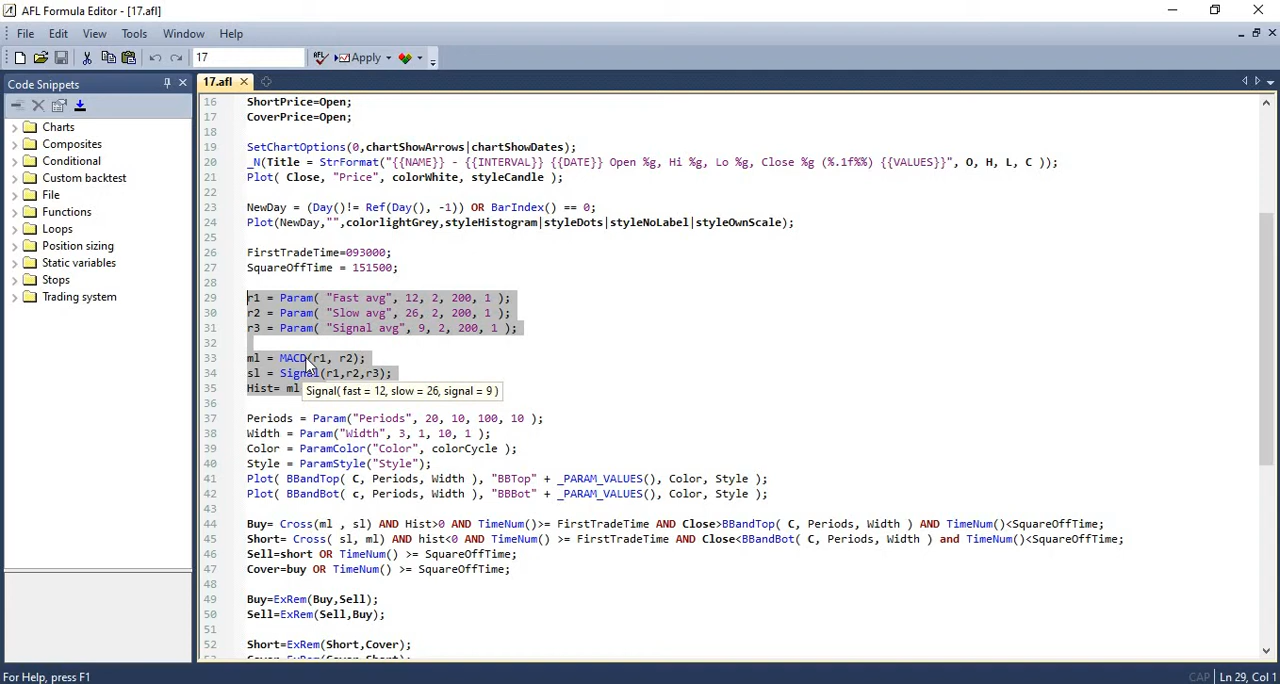 AFL Formula Editor - [17.afl]
File Edit View Tools Window Help
17 Apply
Code Snippets
17.afl
Charts
Composites
Conditional
Custom backtest
File
Functions
Loops
Position sizing
Static variables
Stops
Trading system
16 ShortPrice=Open;
17 CoverPrice=Open;
18
19 SetChartOptions(0,chartShowArrows|chartShowDates);
20 _N(Title = StrFormat("{{NAME}} - {{INTERVAL}} {{DATE}} Open %g, Hi %g, Lo %g, Close %g (%.1f%%) {{VALUES}}", O, H, L, C ));
21 Plot( Close, "Price", colorWhite, styleCandle );
22
23 NewDay = (Day()!= Ref(Day(), -1)) OR BarIndex() == 0;
24 Plot(NewDay,"",colorlightGrey,styleHistogram|styleDots|styleNoLabel|styleOwnScale);
25
26 FirstTradeTime=093000;
27 SquareOffTime = 151500;
28
29 r1 = Param( "Fast avg", 12, 2, 200, 1 );
30 r2 = Param( "Slow avg", 26, 2, 200, 1 );
31 r3 = Param( "Signal avg", 9, 2, 200, 1 );
32
33 ml = MACD(r1, r2);
34 sl = Signal(r1,r2,r3);
35 Hist= ml
Signal( fast = 12, slow = 26, signal = 9 )
36
37 Periods = Param("Periods", 20, 10, 100, 10 );
38 Width = Param("Width", 3, 1, 10, 1 );
39 Color = ParamColor("Color", colorCycle );
40 Style = ParamStyle("Style");
41 Plot( BBandTop( C, Periods, Width ), "BBTop" + _PARAM_VALUES(), Color, Style );
42 Plot( BBandBot( c, Periods, Width ), "BBBot" + _PARAM_VALUES(), Color, Style );
43
44 Buy= Cross(ml , sl) AND Hist>0 AND TimeNum()>= FirstTradeTime AND Close>BBandTop( C, Periods, Width ) AND TimeNum()<SquareOffTime;
45 Short= Cross( sl, ml) AND hist<0 AND TimeNum() >= FirstTradeTime AND Close<BBandBot( C, Periods, Width ) and TimeNum()<SquareOffTime;
46 Sell=short OR TimeNum() >= SquareOffTime;
47 Cover=buy OR TimeNum() >= SquareOffTime;
48
49 Buy=ExRem(Buy,Sell);
50 Sell=ExRem(Sell,Buy);
51
52 Short=ExRem(Short,Cover);
For Help, press F1
CAP
Ln 29, Col 1